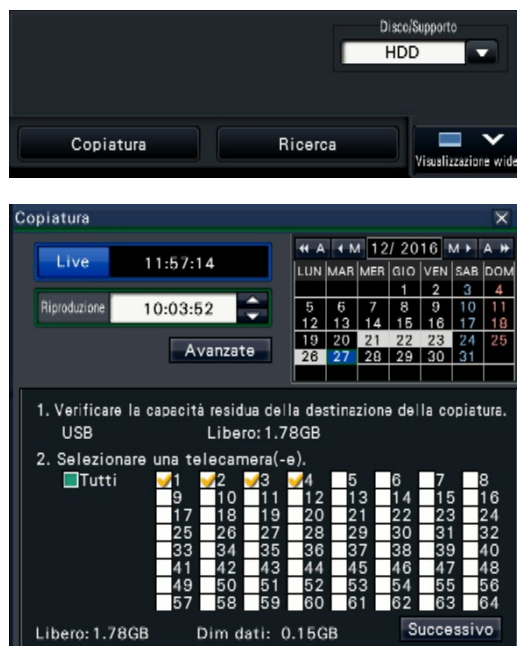 Disco/Supporto
HDD
Copiatura
Ricerca
Visualizzazione wide
Copiatura
Live 11:57:14
Riproduzione 10:03:52
Avanzate
A M 12/ 2016 M A
LUN MAR MER GIO VEN SAB DOM
1 2 3 4
5 6 7 8 9 10 11
12 13 14 15 16 17 18
19 20 21 22 23 24 25
26 27 28 29 30 31
1. Verificare la capacità residua della destinazione della copiatura.
USB Libero:1.78GB
2. Selezionare una telecamera(-e).
Tutti 1 2 3 4 5 6 7 8
9 10 11 12 13 14 15 16
17 18 19 20 21 22 23 24
25 26 27 28 29 30 31 32
33 34 35 36 37 38 39 40
41 42 43 44 45 46 47 48
49 50 51 52 53 54 55 56
57 58 59 60 61 62 63 64
Libero:1.78GB Dim dati: 0.15GB Successivo